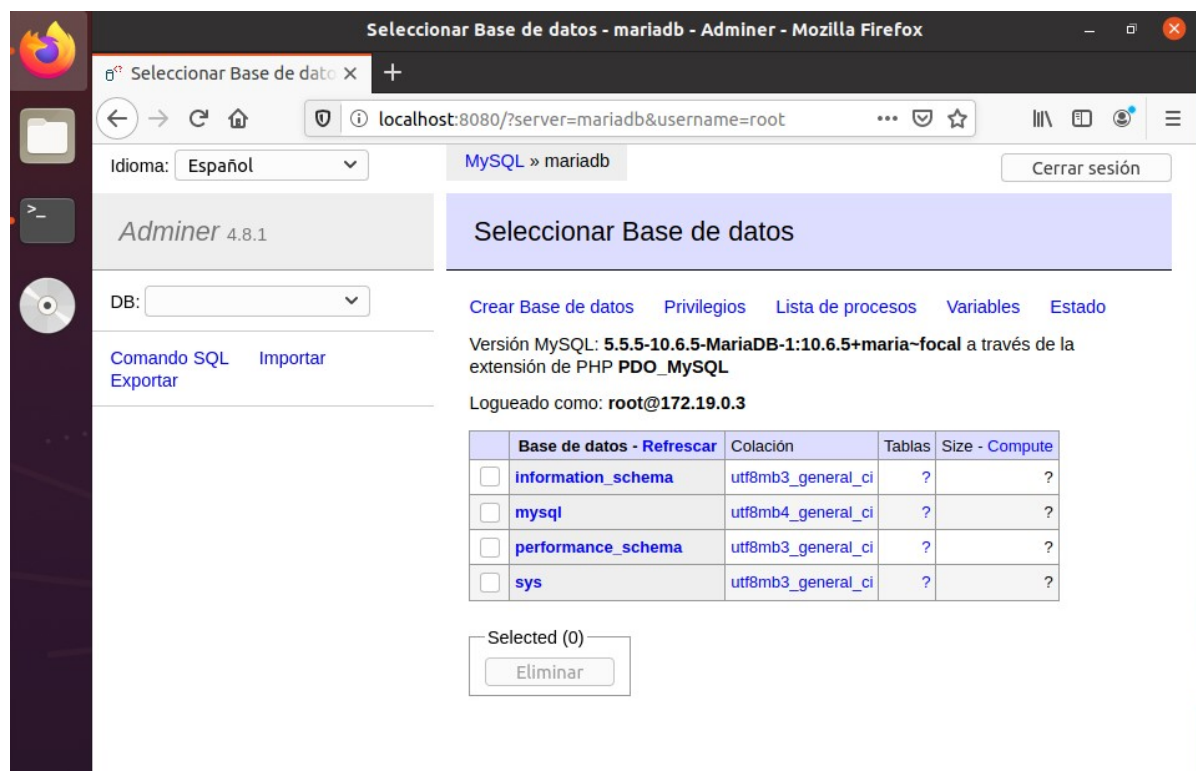 Seleccionar Base de datos - mariadb - Adminer - Mozilla Firefox
Seleccionar Base de dato
localhost:8080/?server=mariadb&username=root
Idioma: Español
MySQL » mariadb
Cerrar sesión
Adminer 4.8.1
Seleccionar Base de datos
DB:
Crear Base de datos Privilegios Lista de procesos Variables Estado
Comando SQL Importar
Exportar
Versión MySQL: 5.5.5-10.6.5-MariaDB-1:10.6.5+maria~focal a través de la
extensión de PHP PDO_MySQL
Logueado como: root@172.19.0.3
Base de datos - Refrescar Colación Tablas Size - Compute
information_schema utf8mb3_general_ci ? ?
mysql utf8mb4_general_ci ? ?
performance_schema utf8mb3_general_ci ? ?
sys utf8mb3_general_ci ? ?
Selected (0)
Eliminar